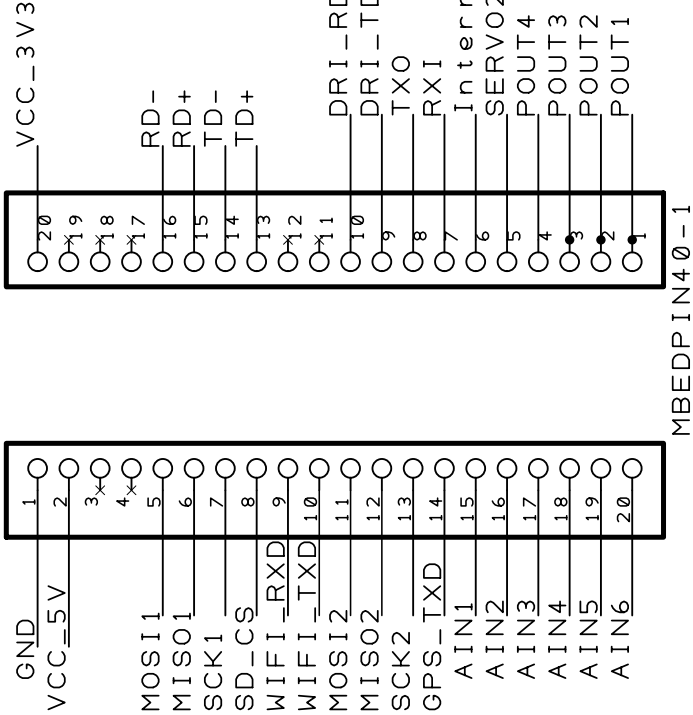 VCC_3V3
RD-
RD+
TD-
TD+
DRI_RD
DRI_TD
TXO
RXI
Interr
SERVO2
POUT4
POUT3
POUT2
POUT1
20
19
18
17
16
15
14
13
12
11
10
9
8
7
6
5
4
3
2
1
MBEDPIN40-1
1
2
3
4
5
6
7
8
9
10
11
12
13
14
15
16
17
18
19
20
GND
VCC_5V
MOSI1
MISO1
SCK1
SD_CS
WIFI_RXD
WIFI_TXD
MOSI2
MISO2
SCK2
GPS_TXD
AIN1
AIN2
AIN3
AIN4
AIN5
AIN6